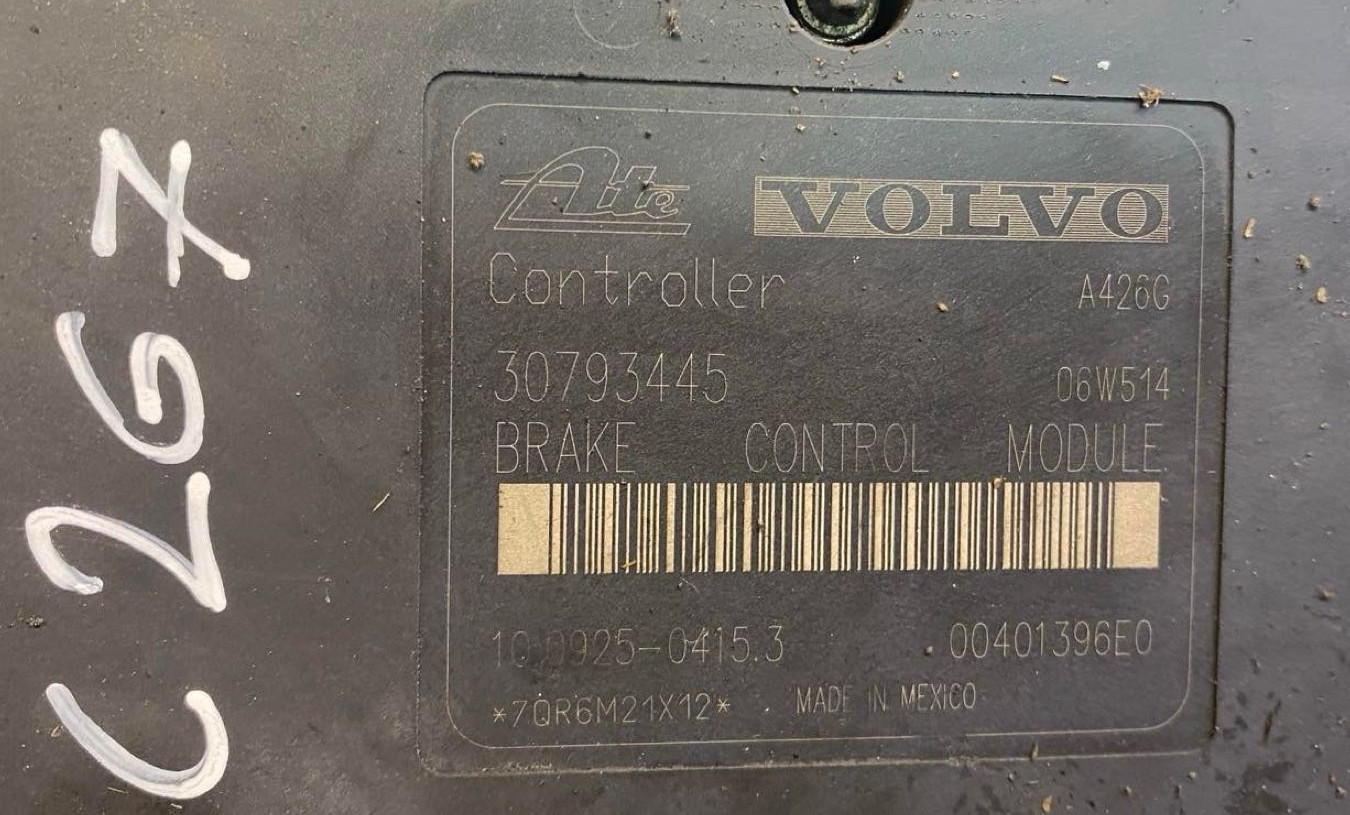 C267
Ate VOLVO
Controller A426G
30793445 06W514
BRAKE CONTROL MODULE
10.0925-0415.3 00401396E0
*7QR6M21X12* MADE IN MEXICO